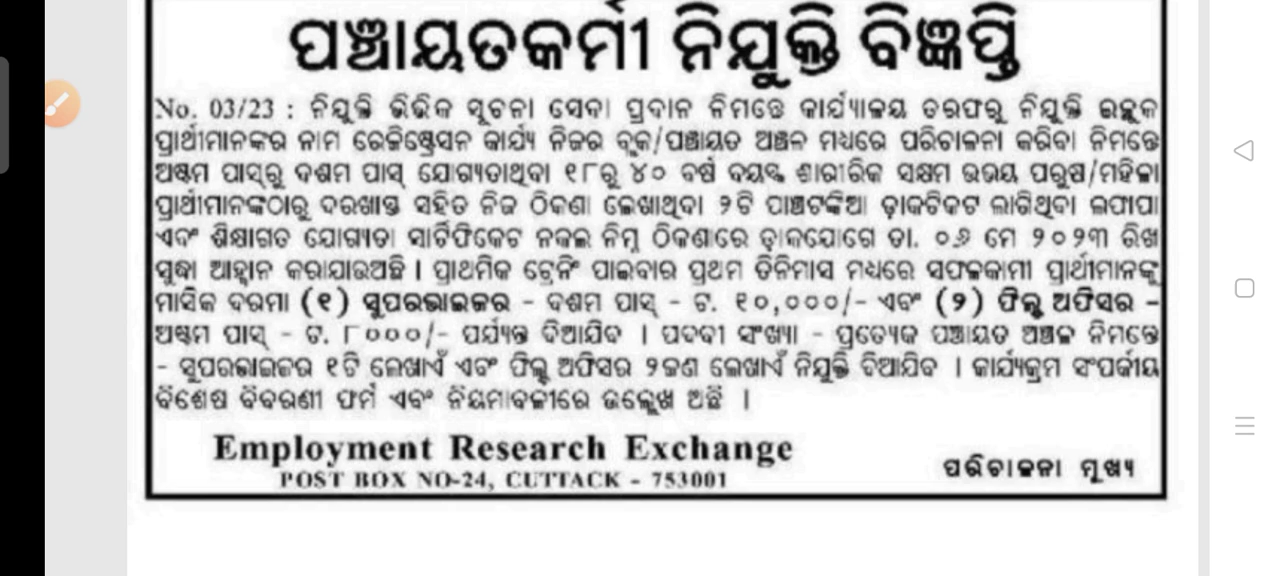 ପଞ୍ଚାୟତକର୍ମୀ ନିଯୁକ୍ତି ବିଜ୍ଞପ୍ତି
No. 03/23 : ନିଯୁକ୍ତି ଭିଭିକ ସୂଚନା ସେବା ପ୍ରଦାନ ନିମନ୍ତେ କାର୍ଯ୍ୟାଳୟ ତରଫରୁ ନିଯୁକ୍ତି ଇଚ୍ଛୁକ
ପ୍ରାର୍ଥୀମାନଙ୍କର ନାମ ରେଜିଷ୍ଟ୍ରେସନ କାର୍ଯ୍ୟ ନିଜର ବ୍ଲକ/ପଞ୍ଚାୟତ ଅଞ୍ଚଳ ମଧ୍ୟରେ ପରିଚାଳନା କରିବା ନିମନ୍ତେ
ଅଷ୍ଟମ ପାସ୍‌ରୁ ଦଶମ ପାସ୍ ଯୋଗ୍ୟତାଥିବା ୧୮ରୁ ୪୦ ବର୍ଷ ବୟସ୍କ ଶାରୀରିକ ସକ୍ଷମ ଉଭୟ ପରୁଷ/ମହିଳା
ପ୍ରାର୍ଥୀମାନଙ୍କଠାରୁ ଦରଖାସ୍ତ ସହିତ ନିଜ ଠିକଣା ଲେଖାଥିବା ୨ଟି ପାଞ୍ଚଟଙ୍କିଆ ଡ଼ାକଟିକଟ ଲାଗିଥିବା ଲଫାପା
ଏବଂ ଶିକ୍ଷାଗତ ଯୋଗ୍ୟତା ସାର୍ଟିଫିକେଟ ନକଲ ନିମ୍ନ ଠିକଣାରେ ଡ଼ାକଯୋଗେ ତା. ୦୬ ମେ ୨୦୨୩ ରିଖ
ସୁଦ୍ଧା ଆହ୍ୱାନ କରାଯାଉଅଛି । ପ୍ରାଥମିକ ଟ୍ରେନିଂ ପାଇବାର ପ୍ରଥମ ତିନିମାସ ମଧ୍ୟରେ ସଫଳକାମୀ ପ୍ରାର୍ଥୀମାନଙ୍କୁ
ମାସିକ ଦରମା (୧) ସୁପରଭାଇଜର - ଦଶମ ପାସ୍ - ଟ. ୧୦,୦୦୦/- ଏବଂ (୨) ଫିଲ୍ଡ ଅଫିସର -
ଅଷ୍ଟମ ପାସ୍ - ଟ. ୮୦୦୦/- ପର୍ଯ୍ୟନ୍ତ ଦିଆଯିବ । ପଦବୀ ସଂଖ୍ୟା - ପ୍ରତ୍ୟେକ ପଞ୍ଚାୟତ ଅଞ୍ଚଳ ନିମନ୍ତେ
- ସୁପରଭାଇଜର ୧ଟି ଲେଖାଏଁ ଏବଂ ଫିଲ୍ଡ ଅଫିସର ୨ଜଣ ଲେଖାଏଁ ନିଯୁକ୍ତି ଦିଆଯିବ । କାର୍ଯ୍ୟକ୍ରମ ସଂପର୍କୀୟ
ବିଶେଷ ବିବରଣୀ ଫର୍ମ ଏବଂ ନିୟମାବଳୀରେ ଉଲ୍ଲେଖ ଅଛି ।
Employment Research Exchange
POST BOX NO-24, CUTTACK - 753001
ପରିଚାଳନା ମୁଖ୍ୟ